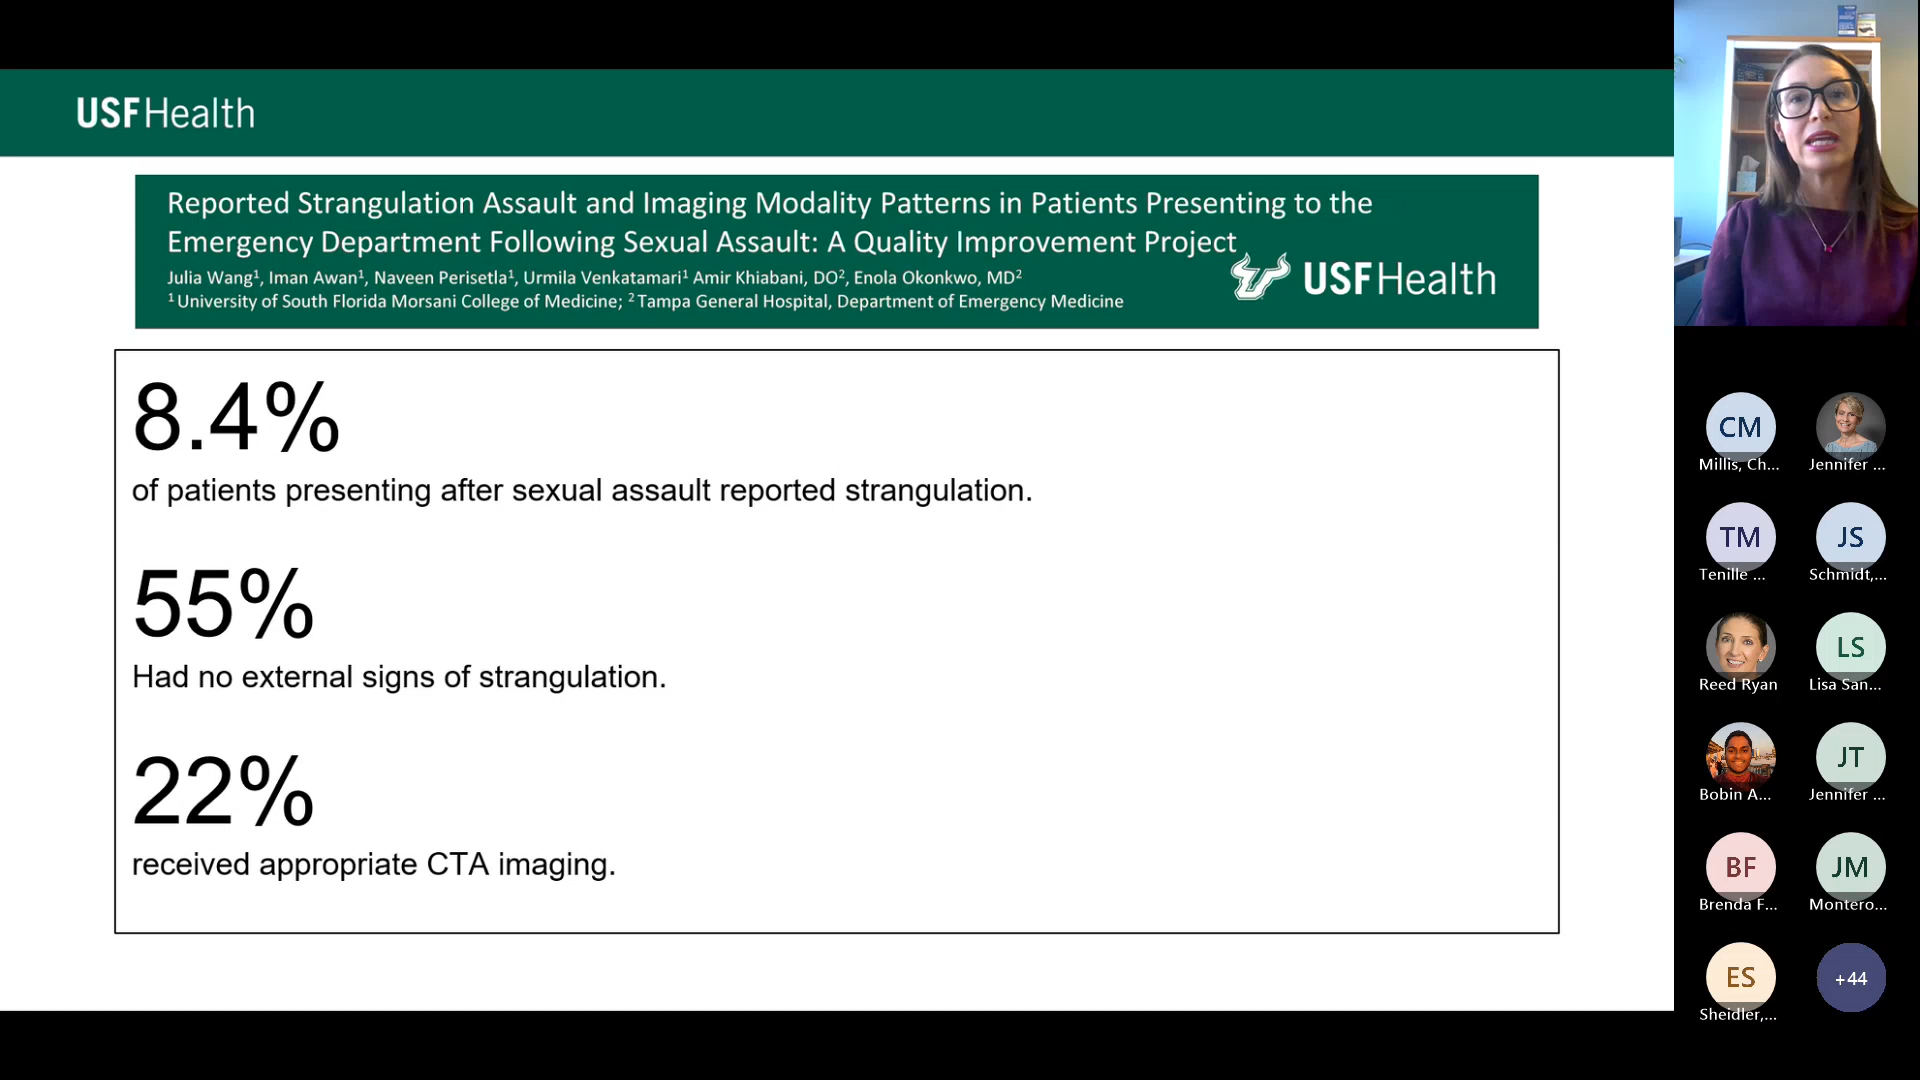 USF Health
Reported Strangulation Assault and Imaging Modality Patterns in Patients Presenting to the
Emergency Department Following Sexual Assault: A Quality Improvement Project
Julia Wang¹, Iman Awan¹, Naveen Perisetla¹, Urmila Venkatamari¹ Amir Khiabani, DO², Enola Okonkwo, MD²
¹ University of South Florida Morsani College of Medicine; ² Tampa General Hospital, Department of Emergency Medicine
USF Health
8.4%
of patients presenting after sexual assault reported strangulation.
55%
Had no external signs of strangulation.
22%
received appropriate CTA imaging.
CM
Millis, Ch...
Jennifer ...
TM
Tenille ...
JS
Schmidt,...
Reed Ryan
LS
Lisa San...
Bobin A...
JT
Jennifer ...
BF
Brenda F...
JM
Montero...
ES
Sheidler,...
+44